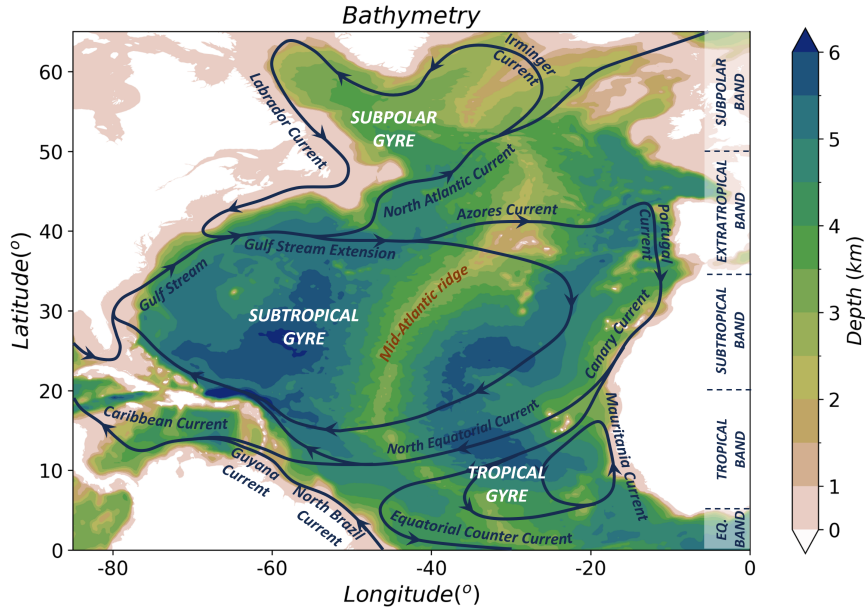 Bathymetry
Latitude(°)
60
50
40
30
20
10
0
-80
-60
-40
-20
0
Longitude(°)
Irminger
Current
Labrador Current
SUBPOLAR
GYRE
North Atlantic Current
Azores Current
Portugal
Current
Gulf Stream Extension
Gulf Stream
Mid-Atlantic ridge
SUBTROPICAL
GYRE
Canary Current
Caribbean Current
North Equatorial Current
Mauritania Current
Guyana
Current
North Brazil
Current
TROPICAL
GYRE
Equatorial Counter Current
SUBPOLAR
BAND
EXTRATROPICAL
BAND
SUBTROPICAL
BAND
TROPICAL
BAND
EQ.
BAND
6
5
4
3
2
1
0
Depth (km)